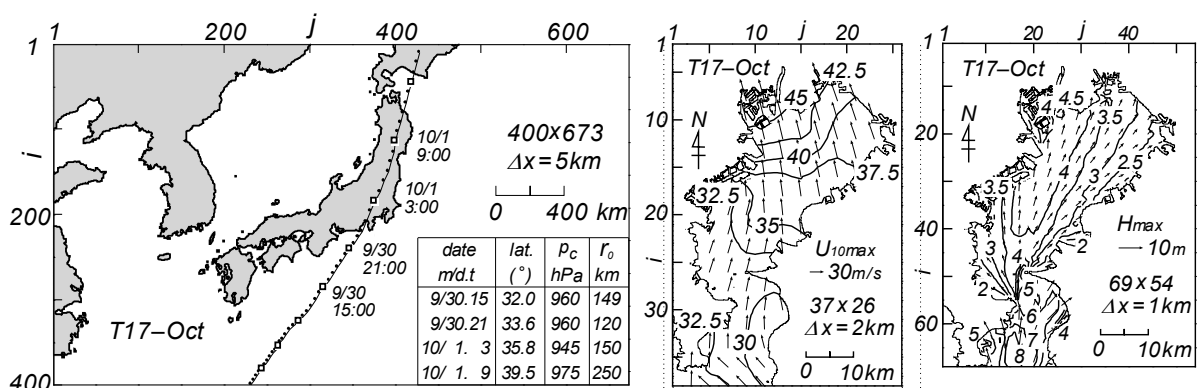 1 200 j 400 600
1
200
400
i
10/1
9:00
10/1
3:00
9/30
21:00
9/30
15:00
400x673
Δx=5km
0 400 km
T17–Oct
date lat. pc r0
m/d.t (°) hPa km
9/30.15 32.0 960 149
9/30.21 33.6 960 120
10/ 1. 3 35.8 945 150
10/ 1. 9 39.5 975 250
1 10 j 20
1
10
20
30
i
T17–Oct
42.5
45
N
40
37.5
32.5
35
U10max
30m/s
37x26
Δx=2km
32.5
30
0 10km
1 20 j 40
1
20
40
60
i
T17–Oct
4.5
4
3.5
N
2.5
4
3
3.5
3
2
4
2
5
6
4
5
7
8
Hmax
10m
69x54
Δx=1km
0 10km